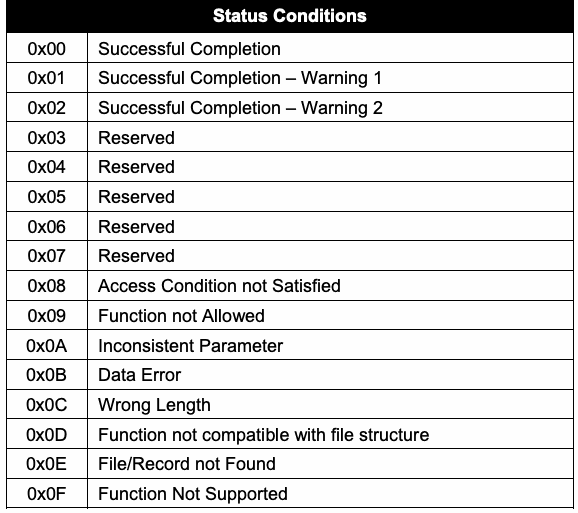 Status Conditions
0x00 Successful Completion
0x01 Successful Completion – Warning 1
0x02 Successful Completion – Warning 2
0x03 Reserved
0x04 Reserved
0x05 Reserved
0x06 Reserved
0x07 Reserved
0x08 Access Condition not Satisfied
0x09 Function not Allowed
0x0A Inconsistent Parameter
0x0B Data Error
0x0C Wrong Length
0x0D Function not compatible with file structure
0x0E File/Record not Found
0x0F Function Not Supported